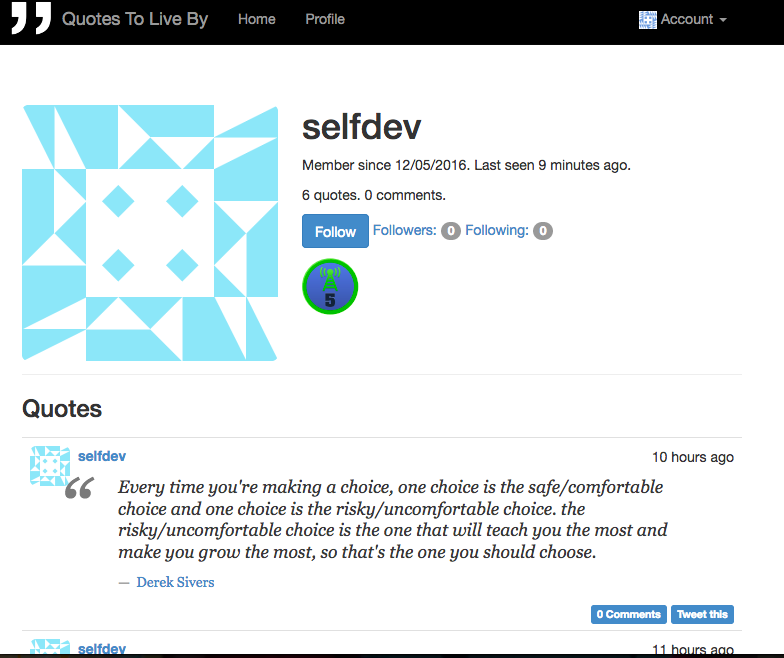 Quotes To Live By Home Profile Account
selfdev
Member since 12/05/2016. Last seen 9 minutes ago.
6 quotes. 0 comments.
Follow Followers: 0 Following: 0
5
Quotes
selfdev 10 hours ago
Every time you're making a choice, one choice is the safe/comfortable
choice and one choice is the risky/uncomfortable choice. the
risky/uncomfortable choice is the one that will teach you the most and
make you grow the most, so that's the one you should choose.
— Derek Sivers
0 Comments Tweet this
selfdev 11 hours ago